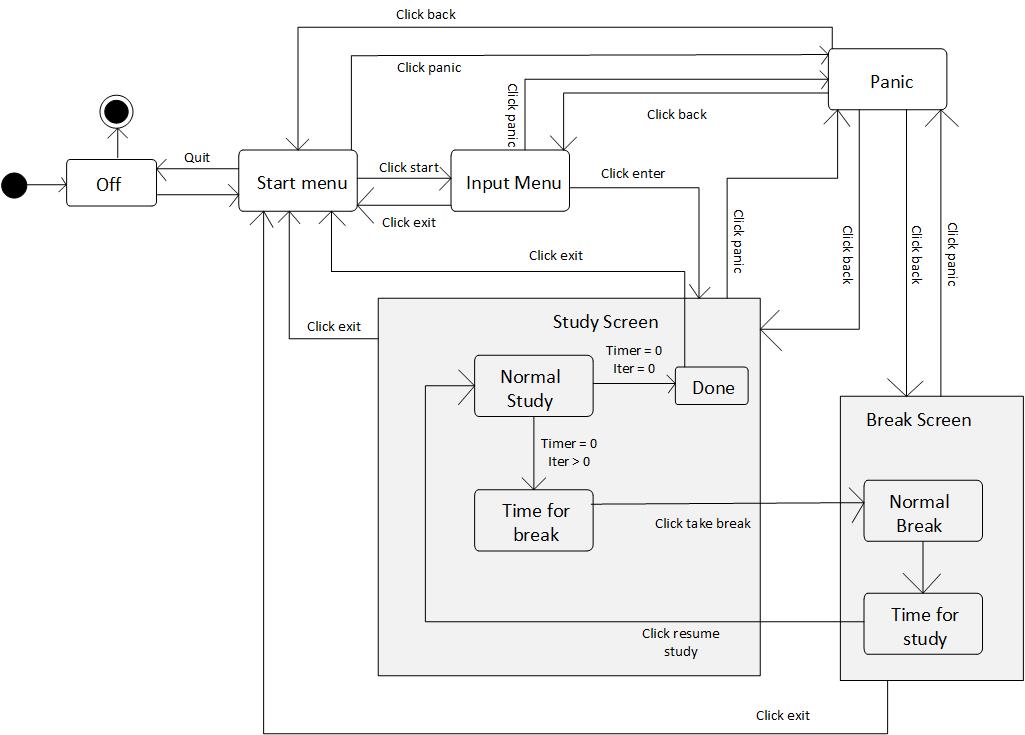 Click back
Click panic
Panic
Click panic
Click back
Off
Quit
Start menu
Click start
Click exit
Input Menu
Click enter
Click panic
Click back
Click back
Click panic
Click exit
Click exit
Study Screen
Timer = 0
Iter = 0
Normal
Study
Done
Timer = 0
Iter > 0
Time for
break
Click take break
Click resume
study
Break Screen
Normal
Break
Time for
study
Click exit